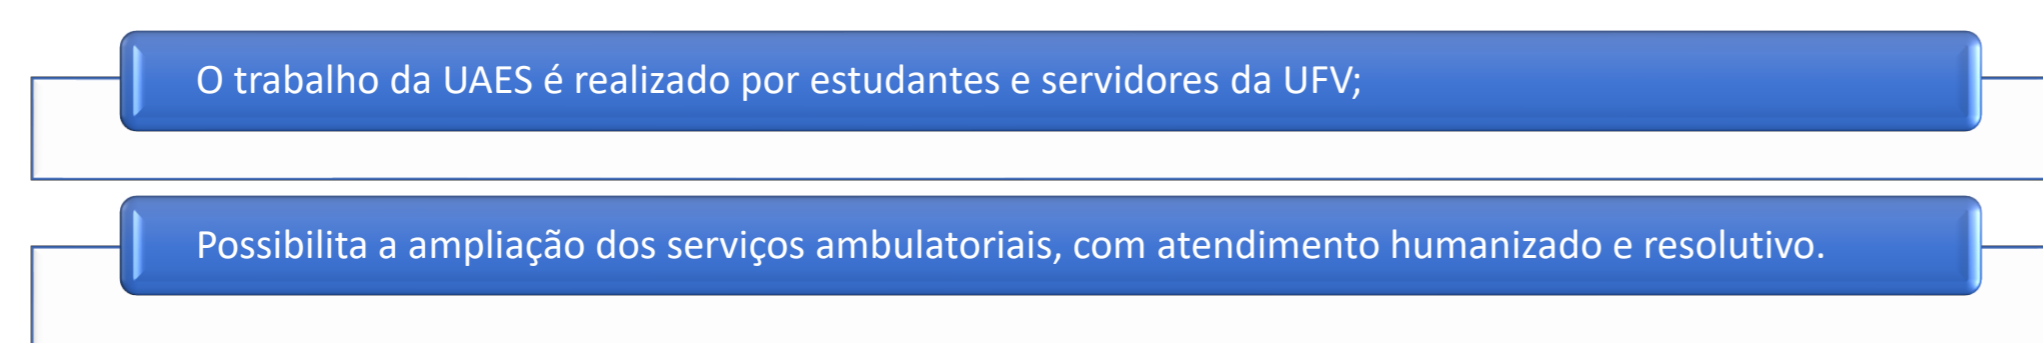 O trabalho da UAES é realizado por estudantes e servidores da UFV;
Possibilita a ampliação dos serviços ambulatoriais, com atendimento humanizado e resolutivo.